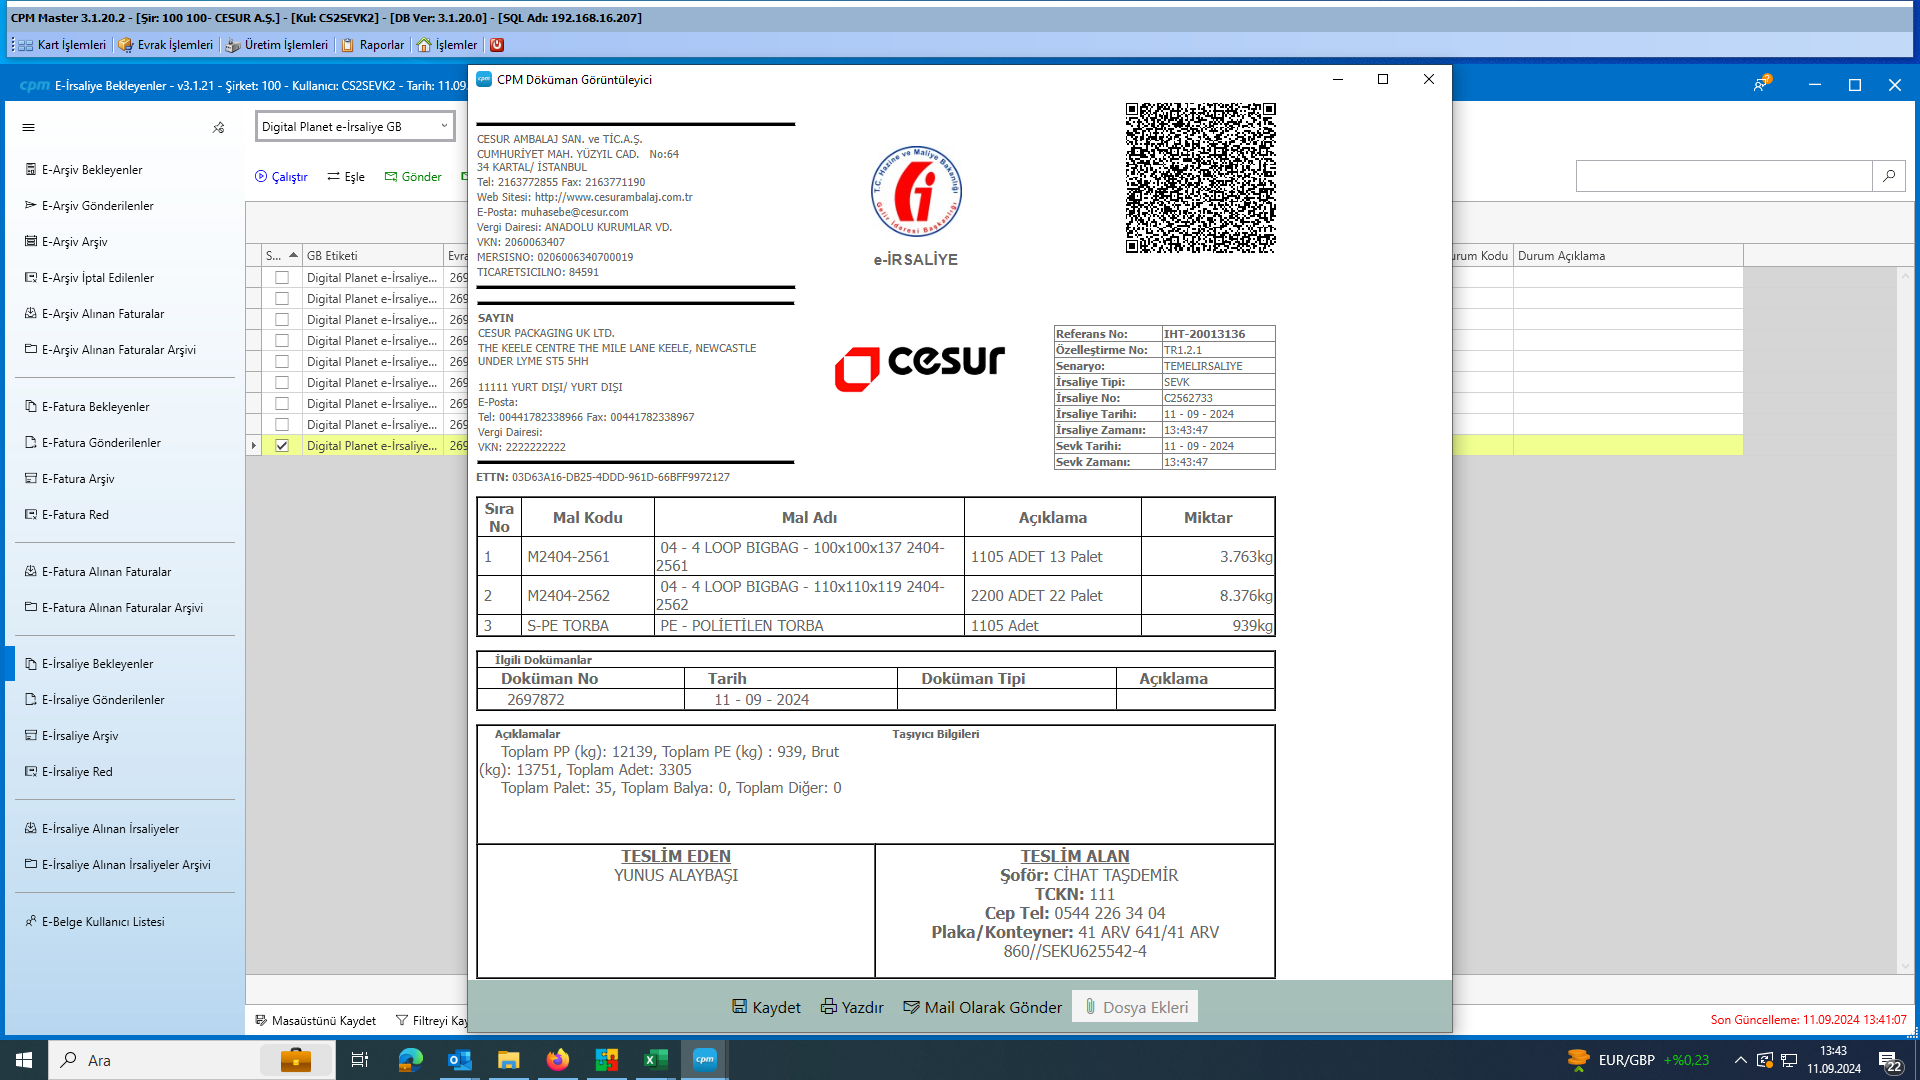 CPM Master 3.1.20.2 - [Şir: 100 100- CESUR A.Ş.] - [Kul: CS2SEVK2] - [DB Ver: 3.1.20.0] - [SQL Adı: 192.168.16.207]
Kart İşlemleri Evrak İşlemleri Üretim İşlemleri Raporlar İşlemler
cpm E-İrsaliye Bekleyenler - v3.1.21 - Şirket: 100 - Kullanıcı: CS2SEVK2 - Tarih: 11.09.
Digital Planet e-İrsaliye GB
Çalıştır Eşle Gönder
E-Arşiv Bekleyenler
E-Arşiv Gönderilenler
E-Arşiv Arşiv
E-Arşiv İptal Edilenler
E-Arşiv Alınan Faturalar
E-Arşiv Alınan Faturalar Arşivi
E-Fatura Bekleyenler
E-Fatura Gönderilenler
E-Fatura Arşiv
E-Fatura Red
E-Fatura Alınan Faturalar
E-Fatura Alınan Faturalar Arşivi
E-İrsaliye Bekleyenler
E-İrsaliye Gönderilenler
E-İrsaliye Arşiv
E-İrsaliye Red
E-İrsaliye Alınan İrsaliyeler
E-İrsaliye Alınan İrsaliyeler Arşivi
E-Belge Kullanıcı Listesi
S... GB Etiketi Evra
Digital Planet e-İrsaliye... 269
Digital Planet e-İrsaliye... 269
Digital Planet e-İrsaliye... 269
Digital Planet e-İrsaliye... 269
Digital Planet e-İrsaliye... 269
Digital Planet e-İrsaliye... 269
Digital Planet e-İrsaliye... 269
Digital Planet e-İrsaliye... 269
Digital Planet e-İrsaliye... 269
urum Kodu Durum Açıklama
Masaüstünü Kaydet Filtreyi Kay
Son Güncelleme: 11.09.2024 13:41:07
cpm CPM Döküman Görüntüleyici
CESUR AMBALAJ SAN. ve TİC.A.Ş.
CUMHURİYET MAH. YÜZYIL CAD. No:64
34 KARTAL/ İSTANBUL
Tel: 2163772855 Fax: 2163771190
Web Sitesi: http://www.cesurambalaj.com.tr
E-Posta: muhasebe@cesur.com
Vergi Dairesi: ANADOLU KURUMLAR VD.
VKN: 2060063407
MERSISNO: 0206006340700019
TICARETSICILNO: 84591
T.C. Hazine ve Maliye Bakanlığı
Gelir İdaresi Başkanlığı
e-İRSALİYE
SAYIN
CESUR PACKAGING UK LTD.
THE KEELE CENTRE THE MILE LANE KEELE, NEWCASTLE
UNDER LYME ST5 5HH
11111 YURT DIŞI/ YURT DIŞI
E-Posta:
Tel: 00441782338966 Fax: 00441782338967
Vergi Dairesi:
VKN: 2222222222
cesur
Referans No: IHT-20013136
Özelleştirme No: TR1.2.1
Senaryo: TEMELIRSALIYE
İrsaliye Tipi: SEVK
İrsaliye No: C2562733
İrsaliye Tarihi: 11 - 09 - 2024
İrsaliye Zamanı: 13:43:47
Sevk Tarihi: 11 - 09 - 2024
Sevk Zamanı: 13:43:47
ETTN: 03D63A16-DB25-4DDD-961D-66BFF9972127
Sıra No Mal Kodu Mal Adı Açıklama Miktar
1 M2404-2561 04 - 4 LOOP BIGBAG - 100x100x137 2404-2561 1105 ADET 13 Palet 3.763kg
2 M2404-2562 04 - 4 LOOP BIGBAG - 110x110x119 2404-2562 2200 ADET 22 Palet 8.376kg
3 S-PE TORBA PE - POLİETİLEN TORBA 1105 Adet 939kg
İlgili Dokümanlar
Doküman No Tarih Doküman Tipi Açıklama
2697872 11 - 09 - 2024
Açıklamalar Taşıyıcı Bilgileri
Toplam PP (kg): 12139, Toplam PE (kg) : 939, Brut
(kg): 13751, Toplam Adet: 3305
Toplam Palet: 35, Toplam Balya: 0, Toplam Diğer: 0
TESLİM EDEN
YUNUS ALAYBAŞI
TESLİM ALAN
Şoför: CİHAT TAŞDEMİR
TCKN: 111
Cep Tel: 0544 226 34 04
Plaka/Konteyner: 41 ARV 641/41 ARV
860//SEKU625542-4
Kaydet Yazdır Mail Olarak Gönder Dosya Ekleri
Ara
cpm
EUR/GBP +%0,23
13:43
11.09.2024
22